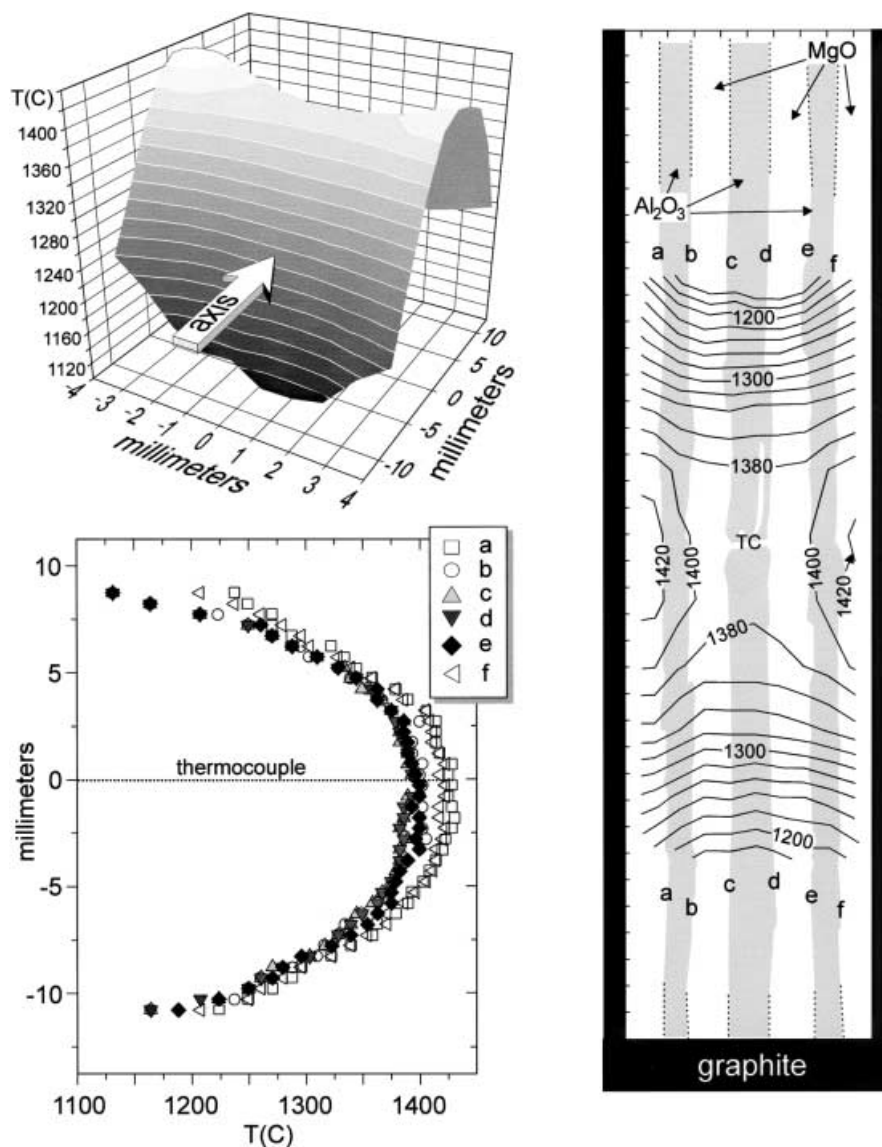 T(C)
1400
1360
1320
1280
1240
1200
1160
1120
axis
-4
-3
-2
-1
0
1
2
3
4
millimeters
10
5
0
-5
-10
millimeters
10
5
0
-5
-10
millimeters
thermocouple
a
b
c
d
e
f
1100
1200
1300
1400
T(C)
MgO
Al₂O₃
a b c d e f
1200
1300
1380
1420
1400
TC
1400
1420
1380
1300
1200
a b c d e f
graphite